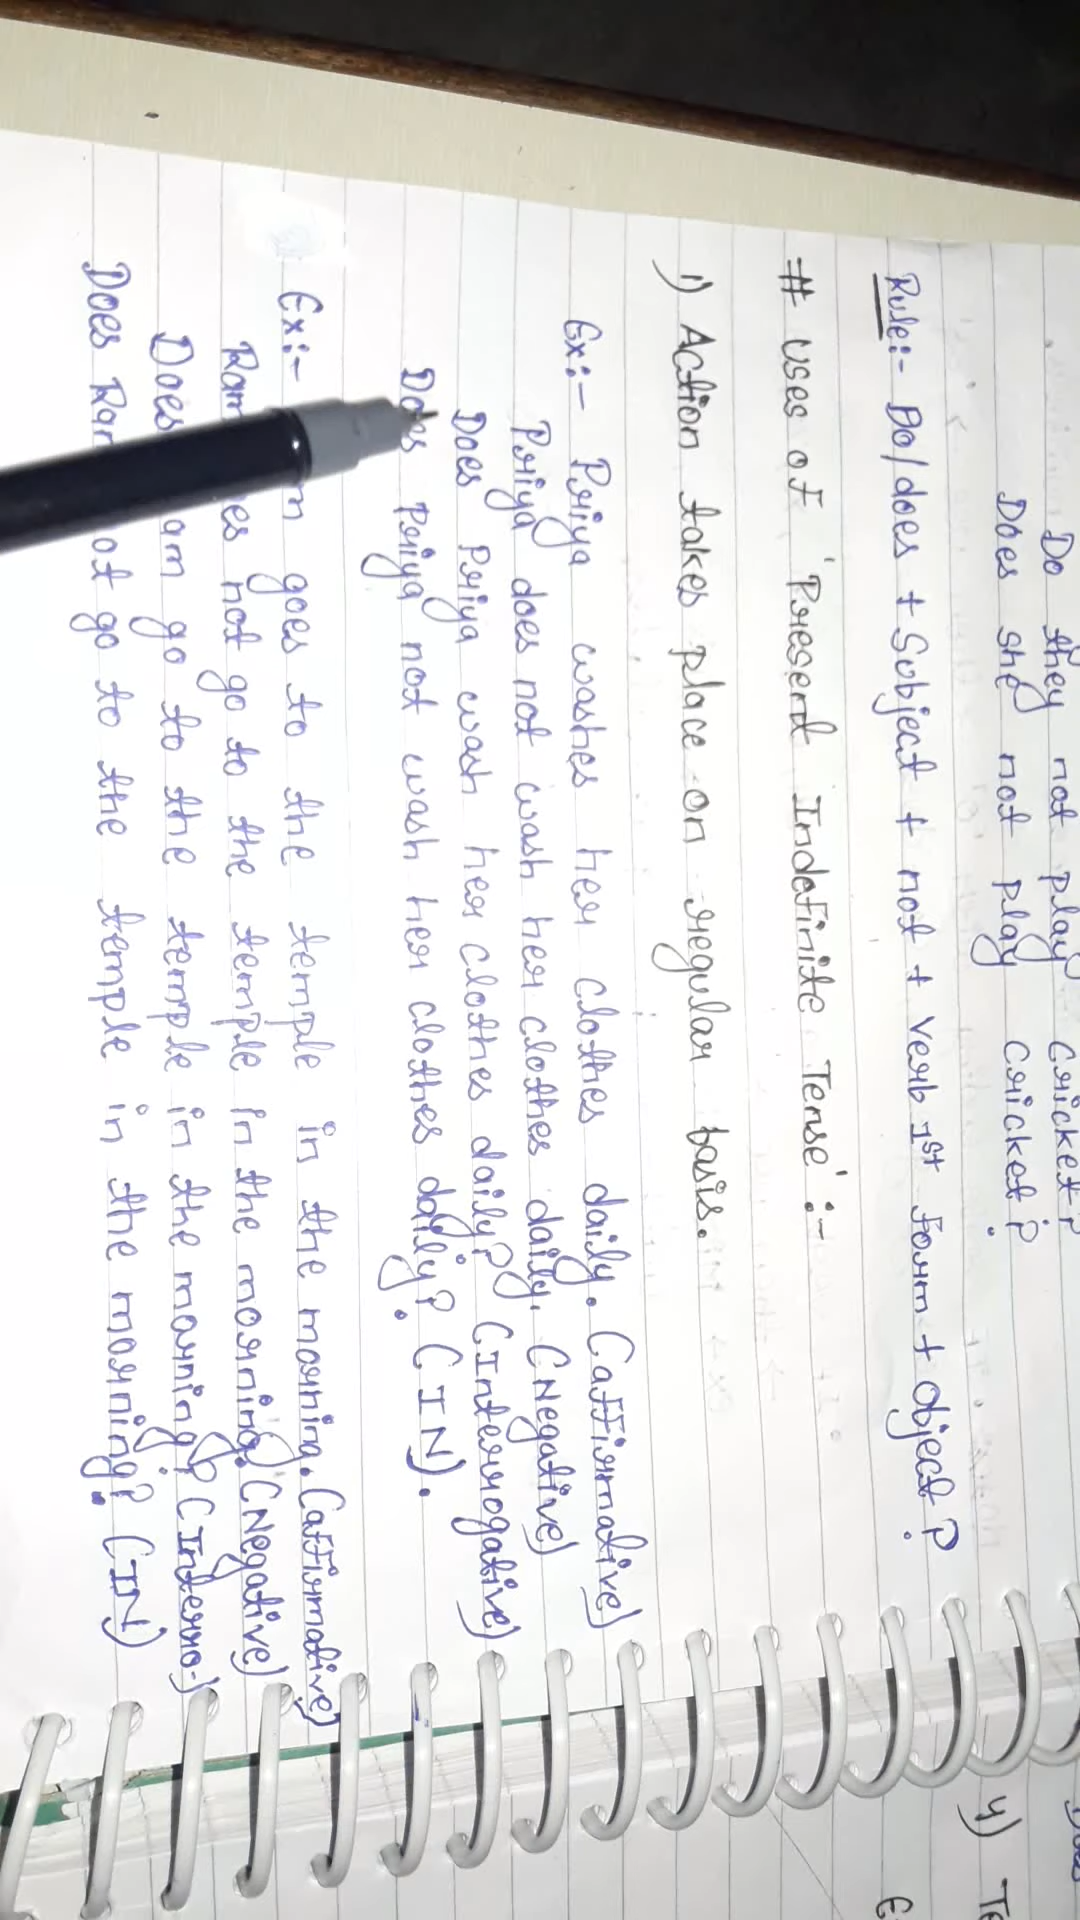 Do they not play cricket?
Does she not play cricket?
Rule:- Do/does + Subject + not + verb 1st form + object?
# uses of 'Present Indefinite Tense' :-
1) Action takes place on regular basis.
Ex:- Priya washes her clothes daily. (affirmative)
Priya does not wash her clothes daily. (Negative)
Does Priya wash her clothes daily? (Interrogative)
Does Priya not wash her clothes daily? (IN).
Ex:- goes to the temple in the morning. (affirmative)
not go to the temple in the morning. (Negative)
Does go to the temple in the morning? (Interro-)
Does go to the temple in the morning? (IN)
4)